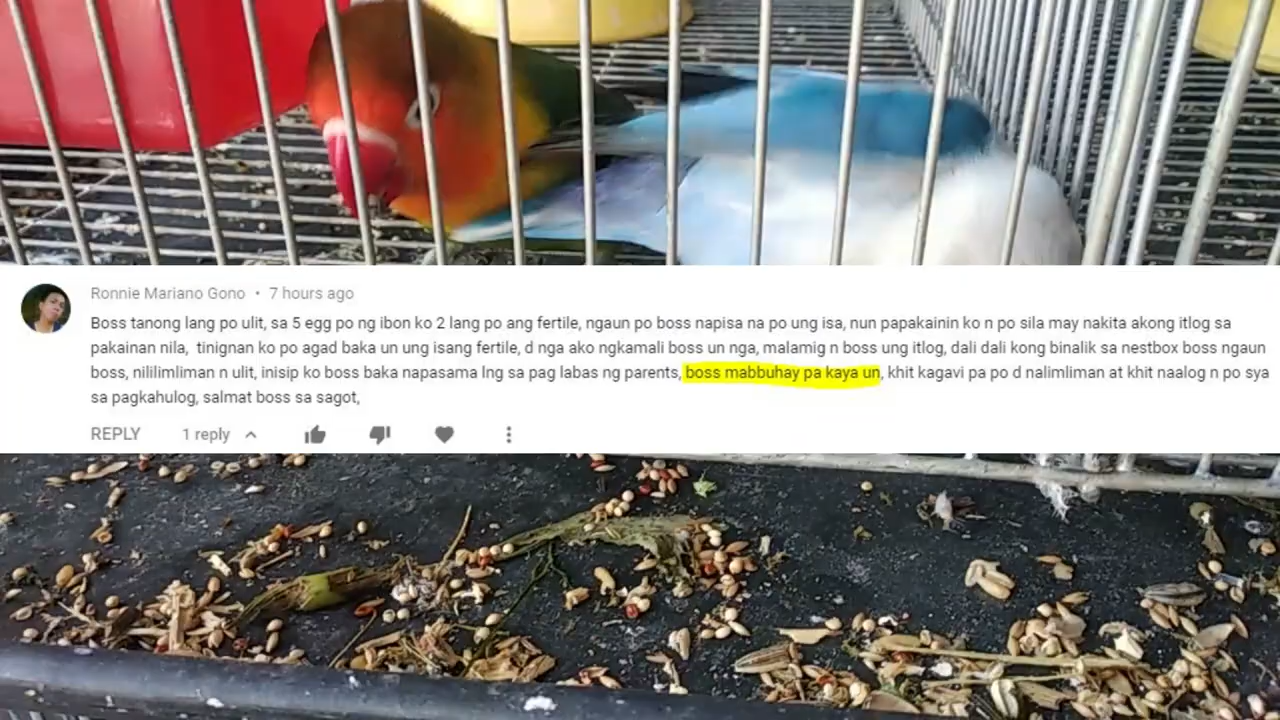 Ronnie Mariano Gono • 7 hours ago
Boss tanong lang po ulit, sa 5 egg po ng ibon ko 2 lang po ang fertile, ngaun po boss napisa na po ung isa, nun papakainin ko n po sila may nakita akong itlog sa
pakainan nila,  tinignan ko po agad baka un ung isang fertile, d nga ako ngkamali boss un nga, malamig n boss ung itlog, dali dali kong binalik sa nestbox boss ngaun
boss, nililimliman n ulit, inisip ko boss baka napasama lng sa pag labas ng parents, boss mabbuhay pa kaya un, khit kagavi pa po d nalimliman at khit naalog n po sya
sa pagkahulog, salmat boss sa sagot,
REPLY 1 reply